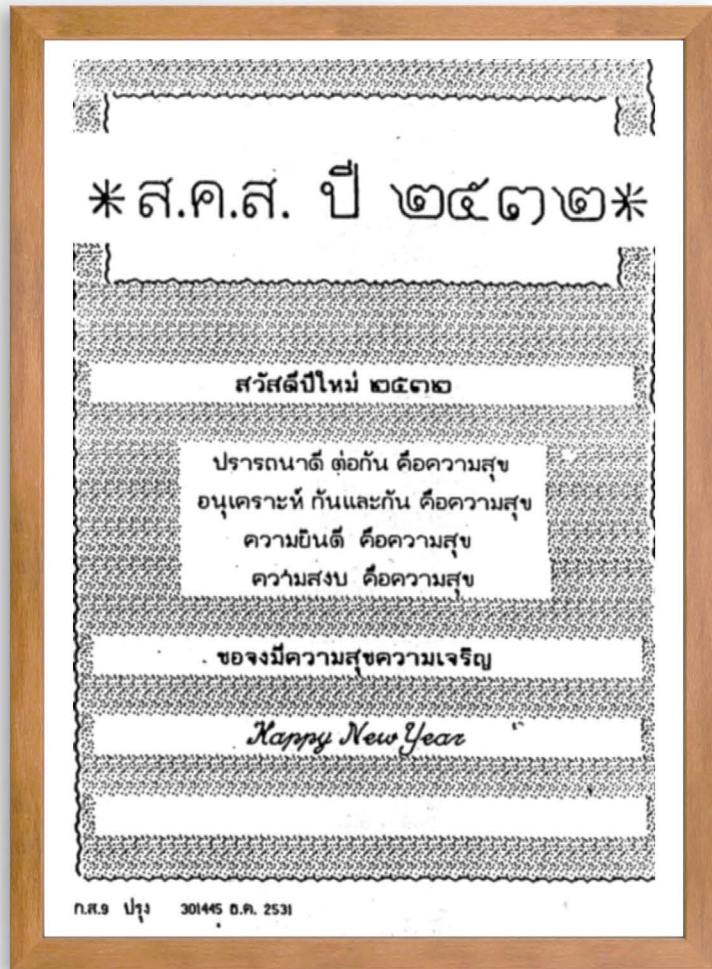 *ส.ค.ส. ปี ๒๕๓๒*
สวัสดีปีใหม่ ๒๕๓๒
ปรารถนาดี ต่อกัน คือความสุข
อนุเคราะห์ กันและกัน คือความสุข
ความยินดี คือความสุข
ความสงบ คือความสุข
ขอจงมีความสุขความเจริญ
Happy New Year
ก.ส.9 ปรุง 301445 ธ.ค. 2531